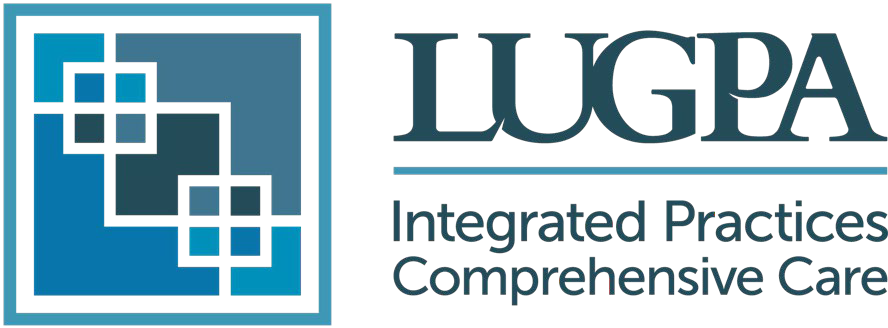 LUGPA
Integrated Practices
Comprehensive Care